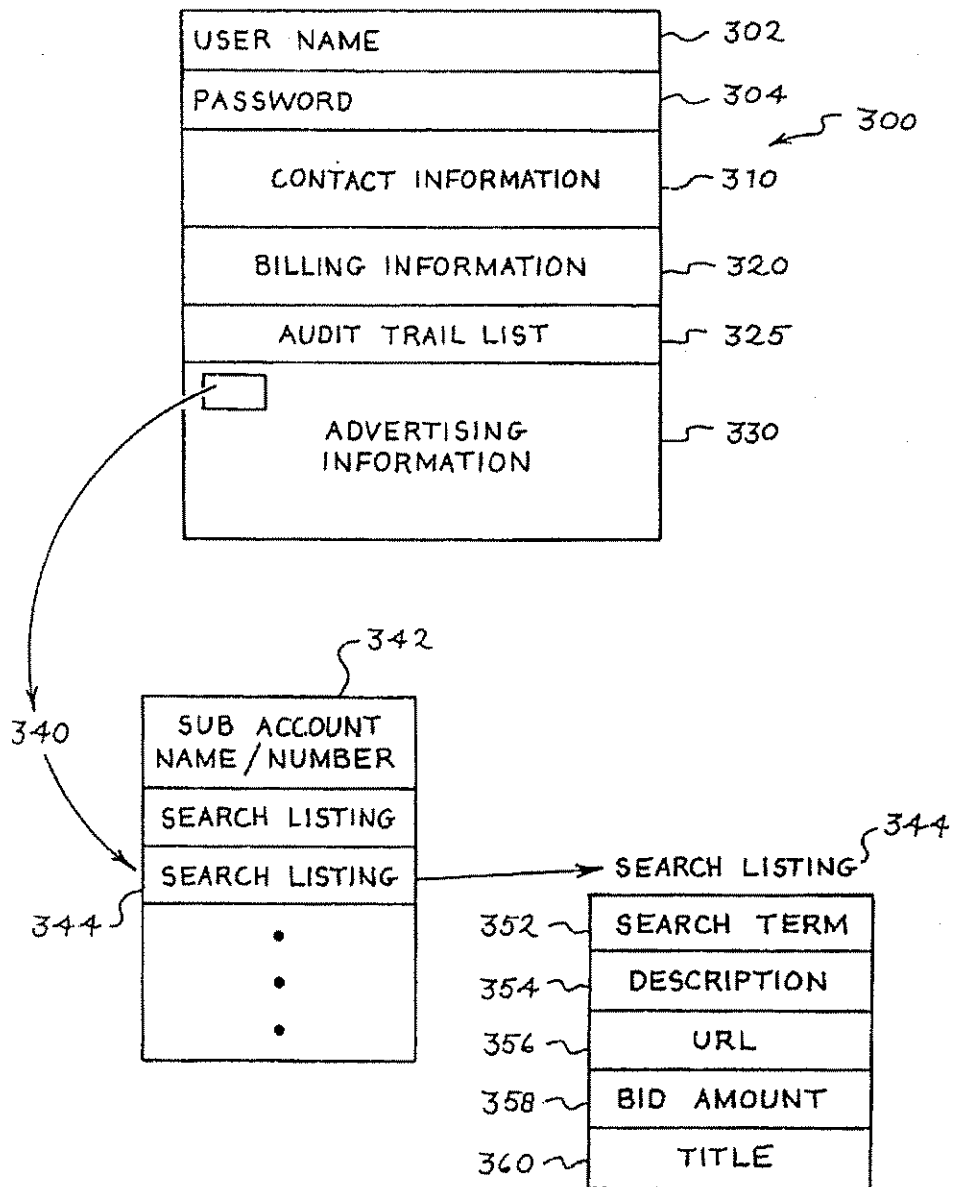 USER NAME 302
PASSWORD 304
300
CONTACT INFORMATION 310
BILLING INFORMATION 320
AUDIT TRAIL LIST 325
ADVERTISING
INFORMATION 330
342
340
SUB ACCOUNT
NAME/NUMBER
SEARCH LISTING
SEARCH LISTING
344
SEARCH LISTING 344
352 SEARCH TERM
354 DESCRIPTION
356 URL
358 BID AMOUNT
360 TITLE